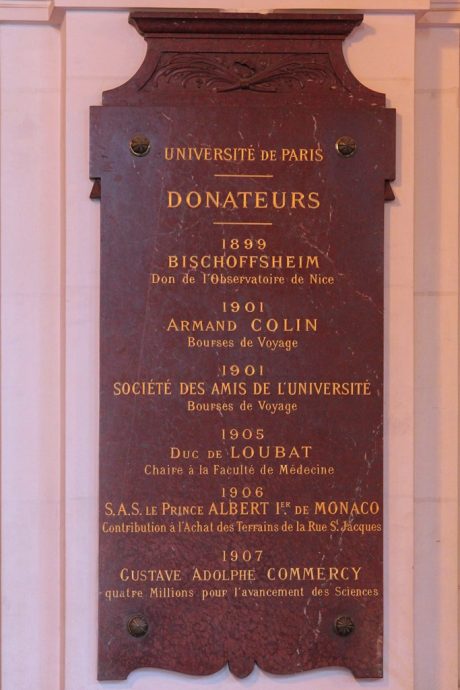 UNIVERSITÉ DE PARIS
DONATEURS
1899
BISCHOFFSHEIM
Don de l'Observatoire de Nice
1901
ARMAND COLIN
Bourses de Voyage
1901
SOCIÉTÉ DES AMIS DE L'UNIVERSITÉ
Bourses de Voyage
1905
DUC DE LOUBAT
Chaire à la Faculté de Médecine
1906
S.A.S. LE PRINCE ALBERT IER DE MONACO
Contribution à l'Achat des Terrains de la Rue St Jacques
1907
GUSTAVE ADOLPHE COMMERCY
quatre Millions pour l'avancement des Sciences